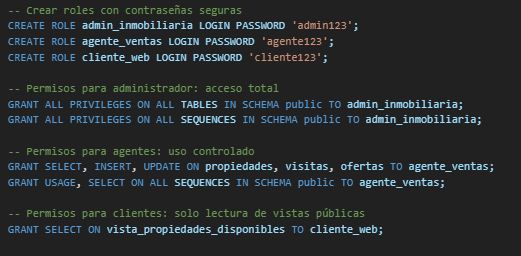 -- Crear roles con contraseñas seguras
CREATE ROLE admin_inmobiliaria LOGIN PASSWORD 'admin123';
CREATE ROLE agente_ventas LOGIN PASSWORD 'agente123';
CREATE ROLE cliente_web LOGIN PASSWORD 'cliente123';
-- Permisos para administrador: acceso total
GRANT ALL PRIVILEGES ON ALL TABLES IN SCHEMA public TO admin_inmobiliaria;
GRANT ALL PRIVILEGES ON ALL SEQUENCES IN SCHEMA public TO admin_inmobiliaria;
-- Permisos para agentes: uso controlado
GRANT SELECT, INSERT, UPDATE ON propiedades, visitas, ofertas TO agente_ventas;
GRANT USAGE, SELECT ON ALL SEQUENCES IN SCHEMA public TO agente_ventas;
-- Permisos para clientes: solo lectura de vistas públicas
GRANT SELECT ON vista_propiedades_disponibles TO cliente_web;